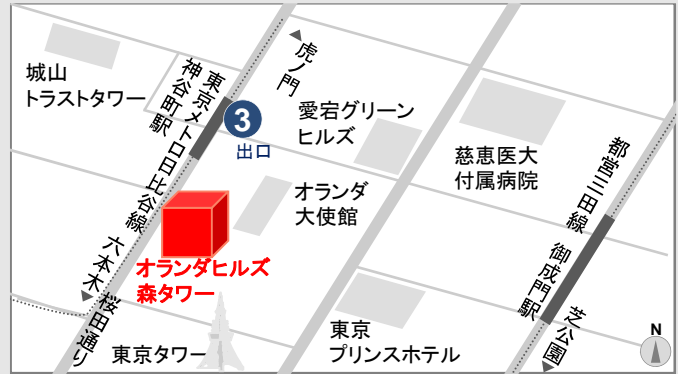 城山
トラストタワー
東京メトロ日比谷線
神谷町駅
虎ノ門
3
出口
愛宕グリーン
ヒルズ
慈恵医大
付属病院
都営三田線
御成門駅
オランダ
大使館
オランダヒルズ
森タワー
六本木
桜田通り
東京タワー
東京
プリンスホテル
芝公園
N